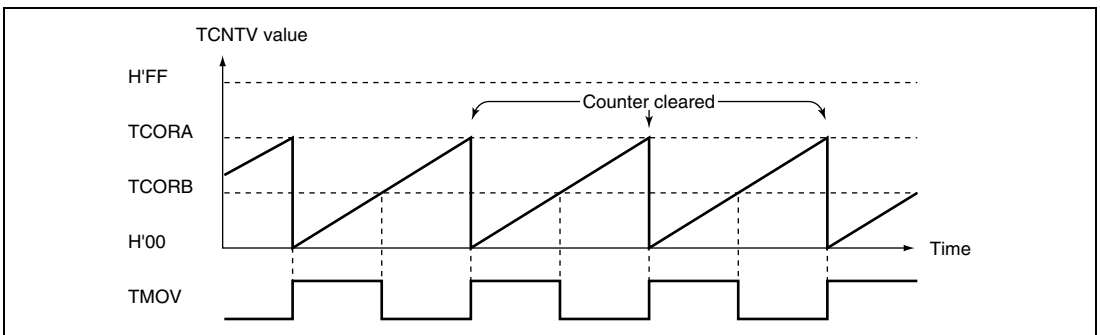 TCNTV value
H'FF
Counter cleared
TCORA
TCORB
H'00
Time
TMOV